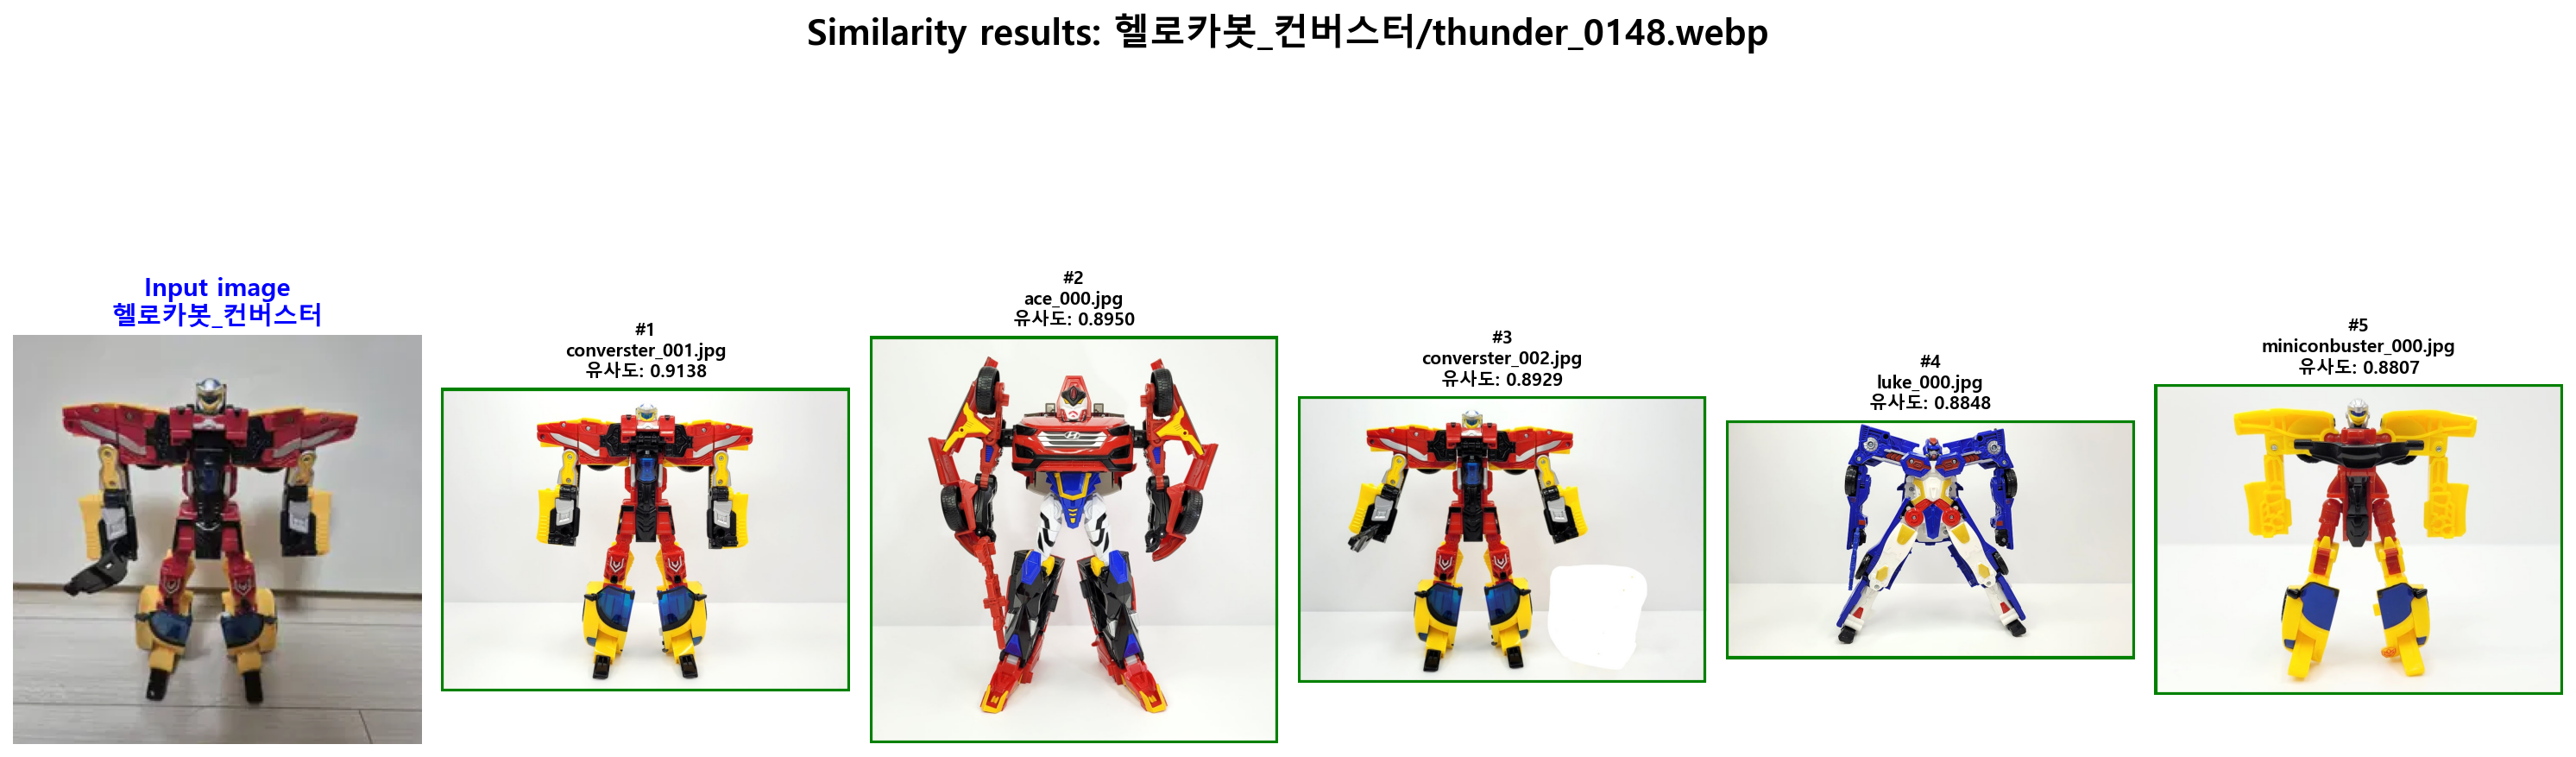 Similarity results: 헬로카봇_컨버스터/thunder_0148.webp
Input image
헬로카봇_컨버스터
#1
converster_001.jpg
유사도: 0.9138
#2
ace_000.jpg
유사도: 0.8950
#3
converster_002.jpg
유사도: 0.8929
#4
luke_000.jpg
유사도: 0.8848
#5
miniconbuster_000.jpg
유사도: 0.8807